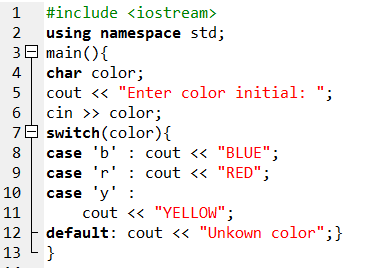 1 #include <iostream>
2 using namespace std;
3 main(){
4 char color;
5 cout << "Enter color initial: ";
6 cin >> color;
7 switch(color){
8 case 'b' : cout << "BLUE";
9 case 'r' : cout << "RED";
10 case 'y' :
11 cout << "YELLOW";
12 default: cout << "Unkown color";}
13 }